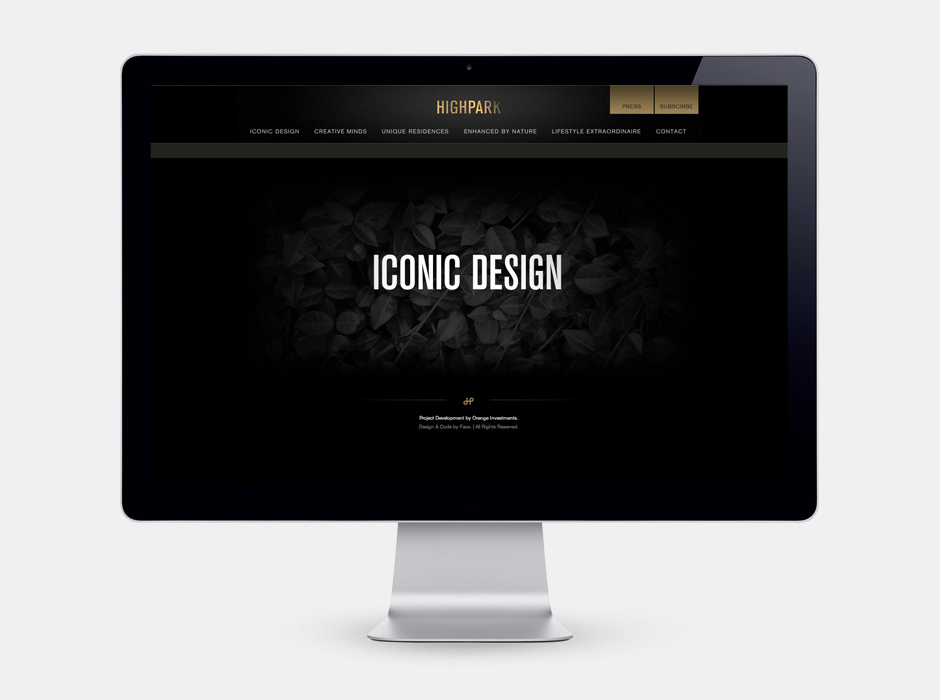 HIGHPARK
PRESS
SUBSCRIBE
ICONIC DESIGN
CREATIVE MINDS
UNIQUE RESIDENCES
ENHANCED BY NATURE
LIFESTYLE EXTRAORDINAIRE
CONTACT
ICONIC DESIGN
HP
Project Development by Orange Investments.
Design & Code by Face. | All Rights Reserved.